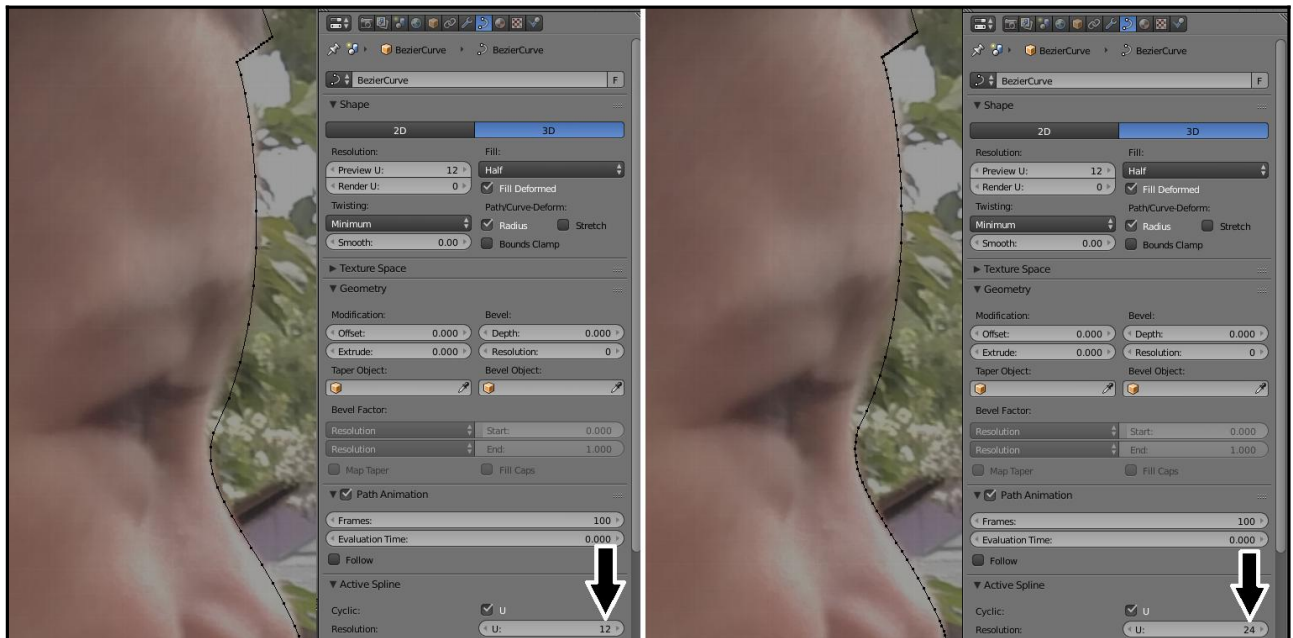 BezierCurve BezierCurve
BezierCurve F
Shape
2D 3D
Resolution: Fill:
Preview U: 12 Half
Render U: 0 Fill Deformed
Twisting: Path/Curve-Deform:
Minimum Radius Stretch
Smooth: 0.00 Bounds Clamp
Texture Space
Geometry
Modification: Bevel:
Offset: 0.000 Depth: 0.000
Extrude: 0.000 Resolution: 0
Taper Object: Bevel Object:
Bevel Factor:
Resolution Start: 0.000
Resolution End: 1.000
Map Taper Fill Caps
Path Animation
Frames: 100
Evaluation Time: 0.000
Follow
Active Spline
Cyclic: U
Resolution: U: 12
BezierCurve BezierCurve
BezierCurve F
Shape
2D 3D
Resolution: Fill:
Preview U: 12 Half
Render U: 0 Fill Deformed
Twisting: Path/Curve-Deform:
Minimum Radius Stretch
Smooth: 0.00 Bounds Clamp
Texture Space
Geometry
Modification: Bevel:
Offset: 0.000 Depth: 0.000
Extrude: 0.000 Resolution: 0
Taper Object: Bevel Object:
Bevel Factor:
Resolution Start: 0.000
Resolution End: 1.000
Map Taper Fill Caps
Path Animation
Frames: 100
Evaluation Time: 0.000
Follow
Active Spline
Cyclic: U
Resolution: U: 24